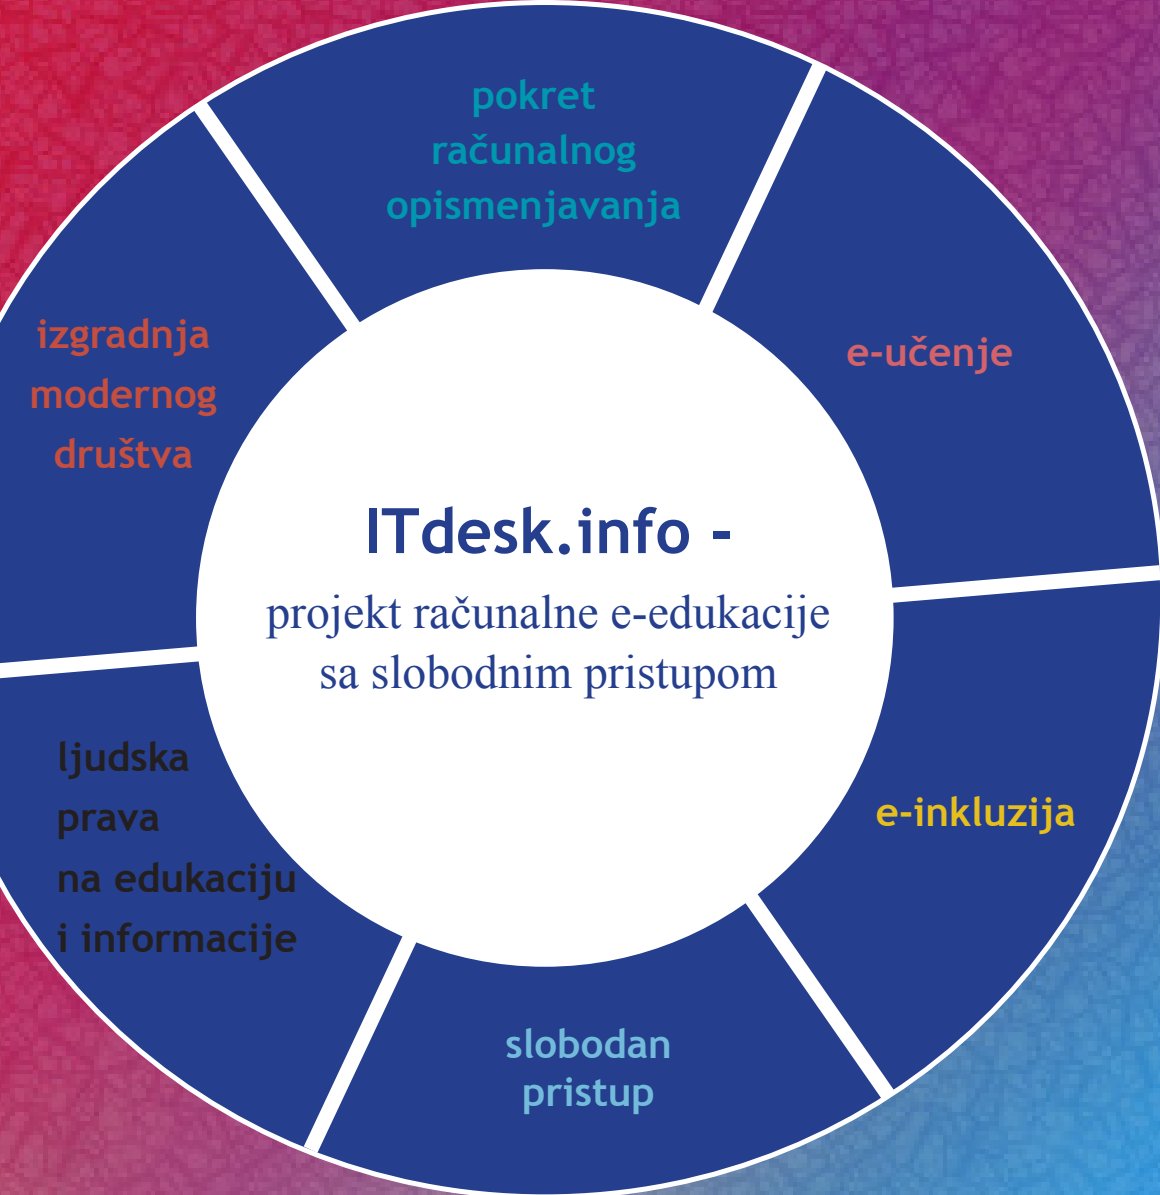 pokret
računalnog
opismenjavanja
e-učenje
izgradnja
modernog
društva
ITdesk.info -
projekt računalne e-edukacije
sa slobodnim pristupom
ljudska
prava
na edukaciju
i informacije
e-inkluzija
slobodan
pristup